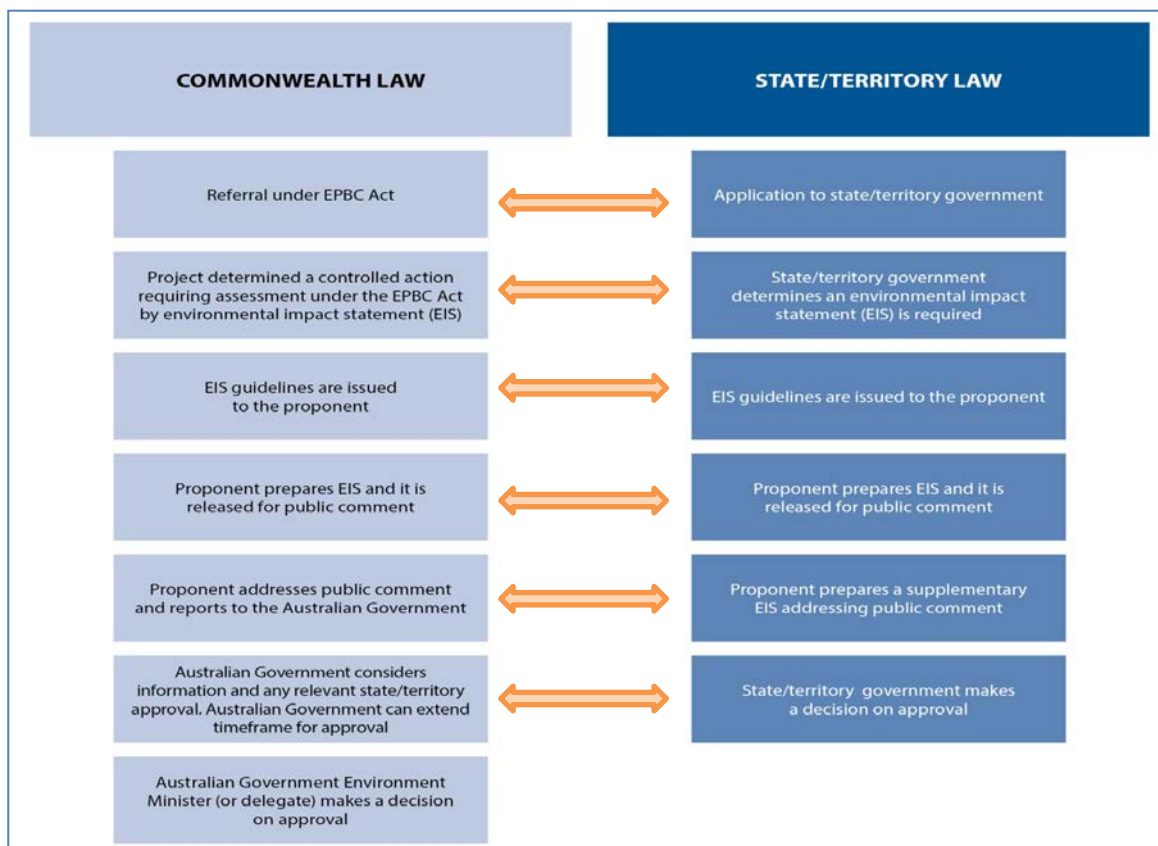 COMMONWEALTH LAW
STATE/TERRITORY LAW
Referral under EPBC Act
Application to state/territory government
Project determined a controlled action
requiring assessment under the EPBC Act
by environmental impact statement (EIS)
State/territory government
determines an environmental impact
statement (EIS) is required
EIS guidelines are issued
to the proponent
EIS guidelines are issued to the proponent
Proponent prepares EIS and it is
released for public comment
Proponent prepares EIS and it is
released for public comment
Proponent addresses public comment
and reports to the Australian Government
Proponent prepares a supplementary
EIS addressing public comment
Australian Government considers
information and any relevant state/territory
approval. Australian Government can extend
timeframe for approval
State/territory government makes
a decision on approval
Australian Government Environment
Minister (or delegate) makes a decision
on approval